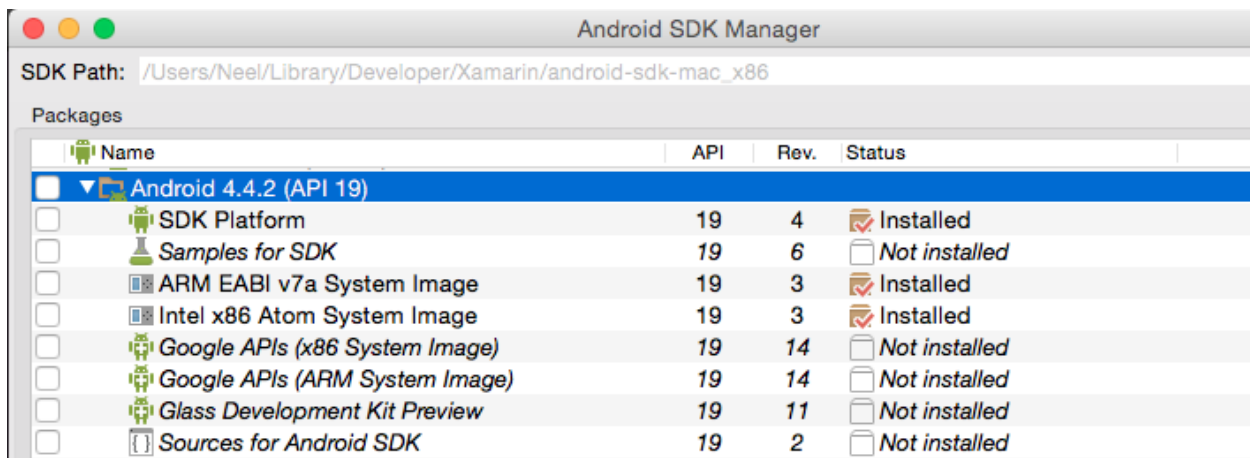 Android SDK Manager
SDK Path: /Users/Neel/Library/Developer/Xamarin/android-sdk-mac_x86
Packages
Name API Rev. Status
Android 4.4.2 (API 19)
SDK Platform 19 4 Installed
Samples for SDK 19 6 Not installed
ARM EABI v7a System Image 19 3 Installed
Intel x86 Atom System Image 19 3 Installed
Google APIs (x86 System Image) 19 14 Not installed
Google APIs (ARM System Image) 19 14 Not installed
Glass Development Kit Preview 19 11 Not installed
Sources for Android SDK 19 2 Not installed